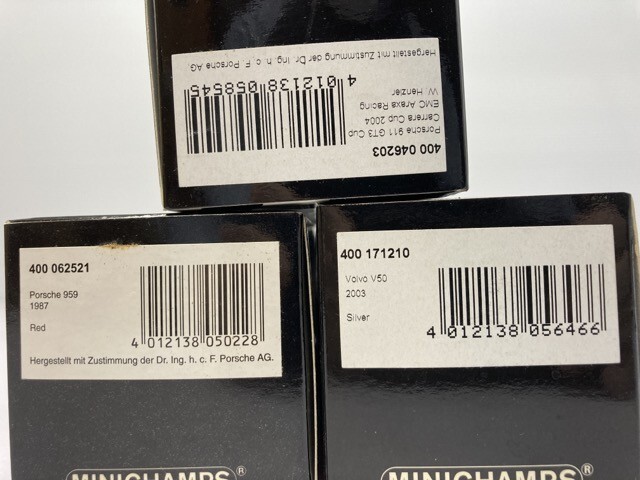 400 046203
Porsche 911 GT3 Cup
Carrera Cup 2004
EMC Araxa Racing
W. Henzler
4 012138 058545
Hergestellt mit Zustimmung der Dr. Ing. h. c. F. Porsche AG.
400 062521
Porsche 959
1987
Red
4 012138 050228
Hergestellt mit Zustimmung der Dr. Ing. h. c. F. Porsche AG.
MINICHAMPS®
400 171210
Volvo V50
2003
Silver
4 012138 056466
MINICHAMPS®